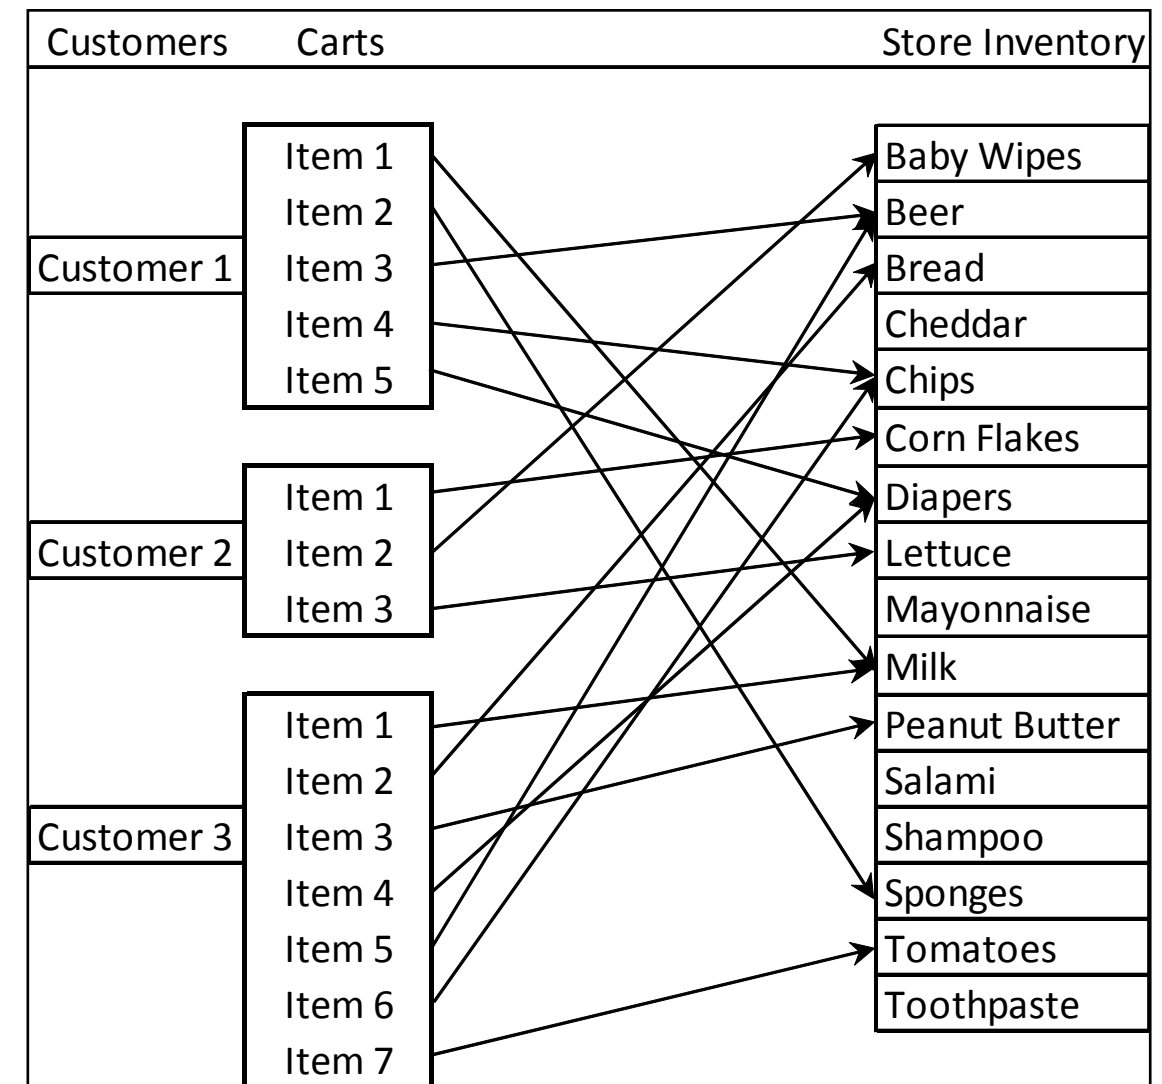 Customers Carts Store Inventory
Item 1 Baby Wipes
Item 2 Beer
Customer 1 Item 3 Bread
Item 4 Cheddar
Item 5 Chips
Corn Flakes
Item 1 Diapers
Customer 2 Item 2 Lettuce
Item 3 Mayonnaise
Milk
Item 1 Peanut Butter
Item 2 Salami
Customer 3 Item 3 Shampoo
Item 4 Sponges
Item 5 Tomatoes
Item 6 Toothpaste
Item 7